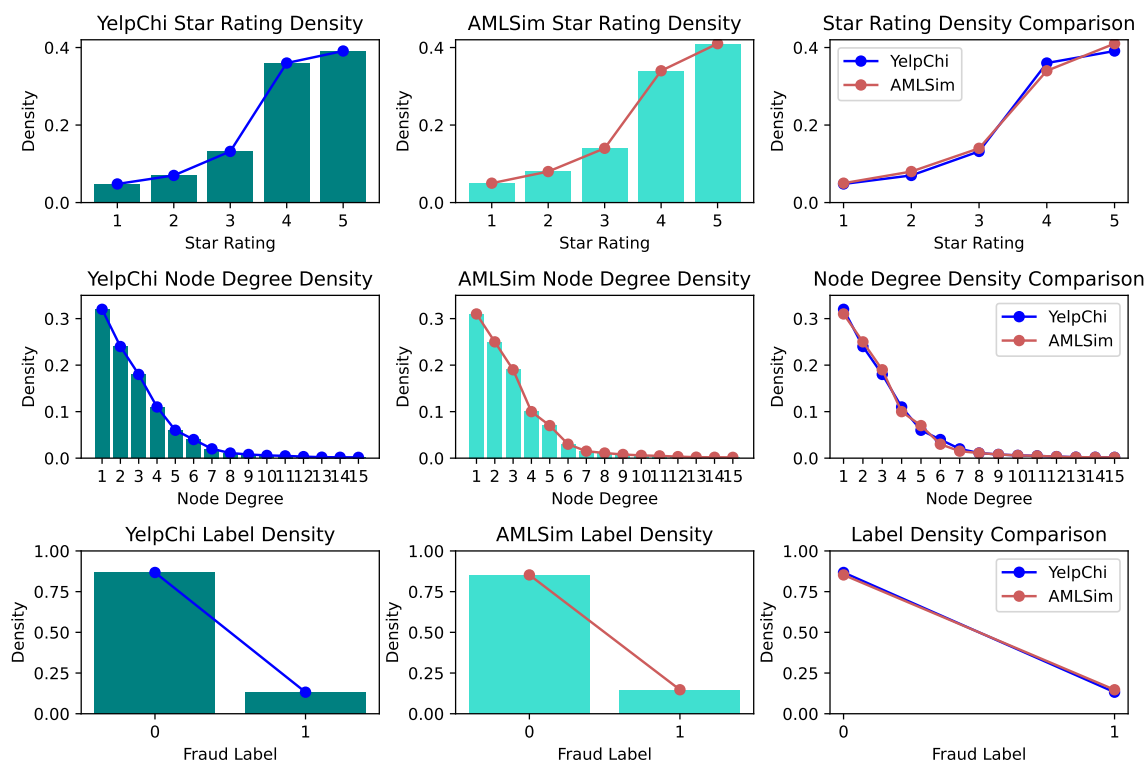 YelpChi Star Rating Density
AMLSim Star Rating Density
Star Rating Density Comparison
Density
0.4
0.2
0.0
1 2 3 4 5
Star Rating
Density
0.4
0.2
0.0
1 2 3 4 5
Star Rating
Density
0.4
0.2
0.0
YelpChi
AMLSim
1 2 3 4 5
Star Rating
YelpChi Node Degree Density
AMLSim Node Degree Density
Node Degree Density Comparison
Density
0.3
0.2
0.1
0.0
1 2 3 4 5 6 7 8 9 10 11 12 13 14 15
Node Degree
Density
0.3
0.2
0.1
0.0
1 2 3 4 5 6 7 8 9 10 11 12 13 14 15
Node Degree
Density
0.3
0.2
0.1
0.0
YelpChi
AMLSim
1 2 3 4 5 6 7 8 9 10 11 12 13 14 15
Node Degree
YelpChi Label Density
AMLSim Label Density
Label Density Comparison
Density
1.00
0.75
0.50
0.25
0.00
0 1
Fraud Label
Density
1.00
0.75
0.50
0.25
0.00
0 1
Fraud Label
Density
1.00
0.75
0.50
0.25
0.00
YelpChi
AMLSim
0 1
Fraud Label